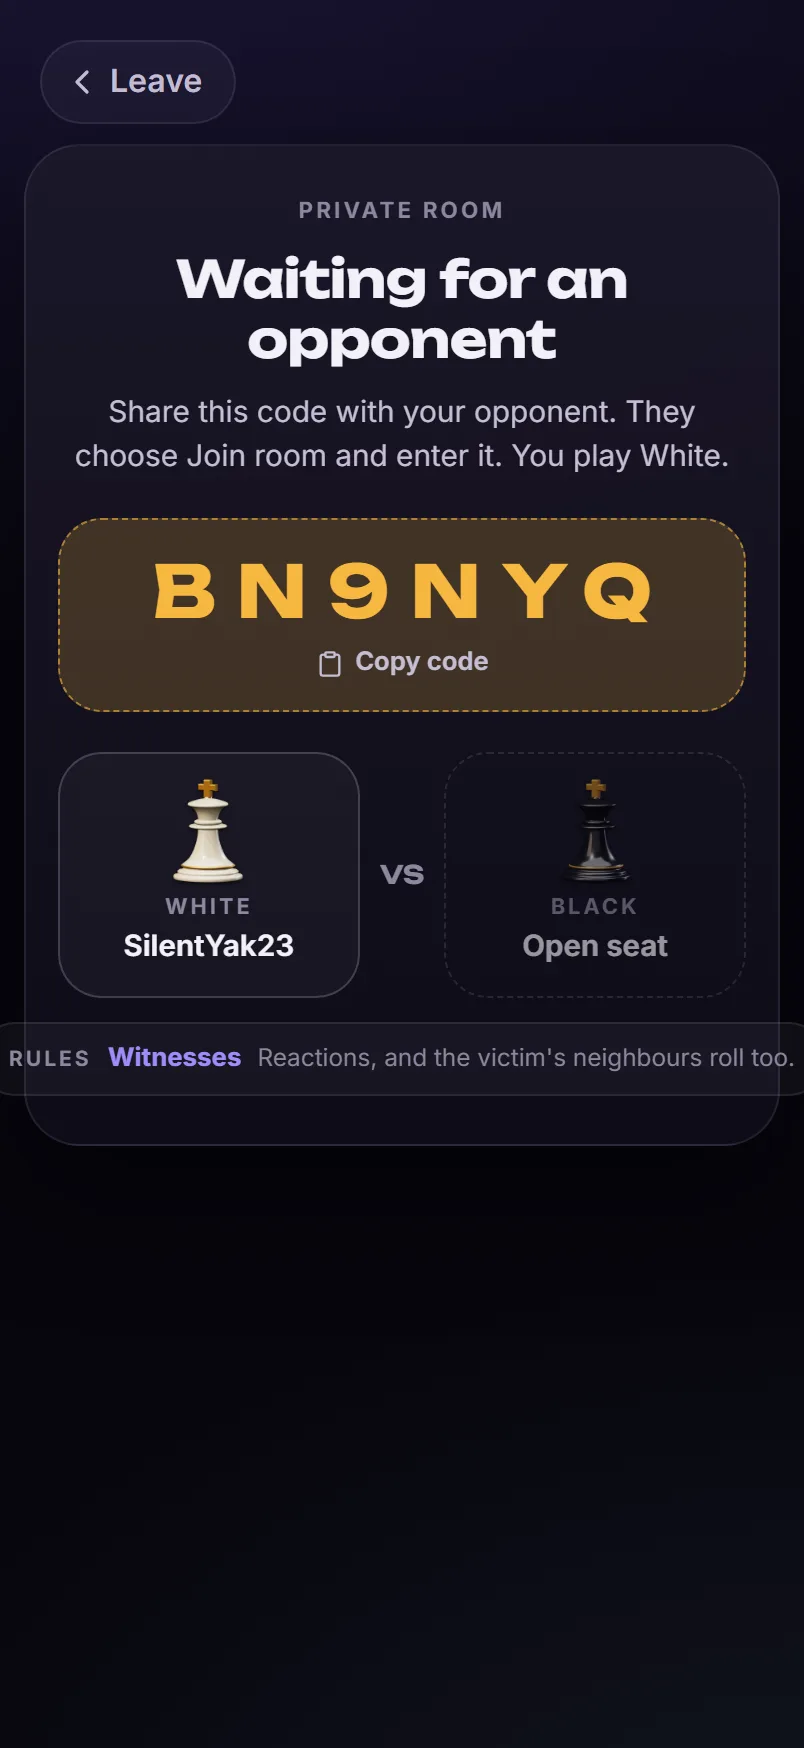 Leave
PRIVATE ROOM
Waiting for an
opponent
Share this code with your opponent. They
choose Join room and enter it. You play White.
BN9NYQ
Copy code
WHITE
SilentYak23
VS
BLACK
Open seat
RULES Witnesses Reactions, and the victim's neighbours roll too.